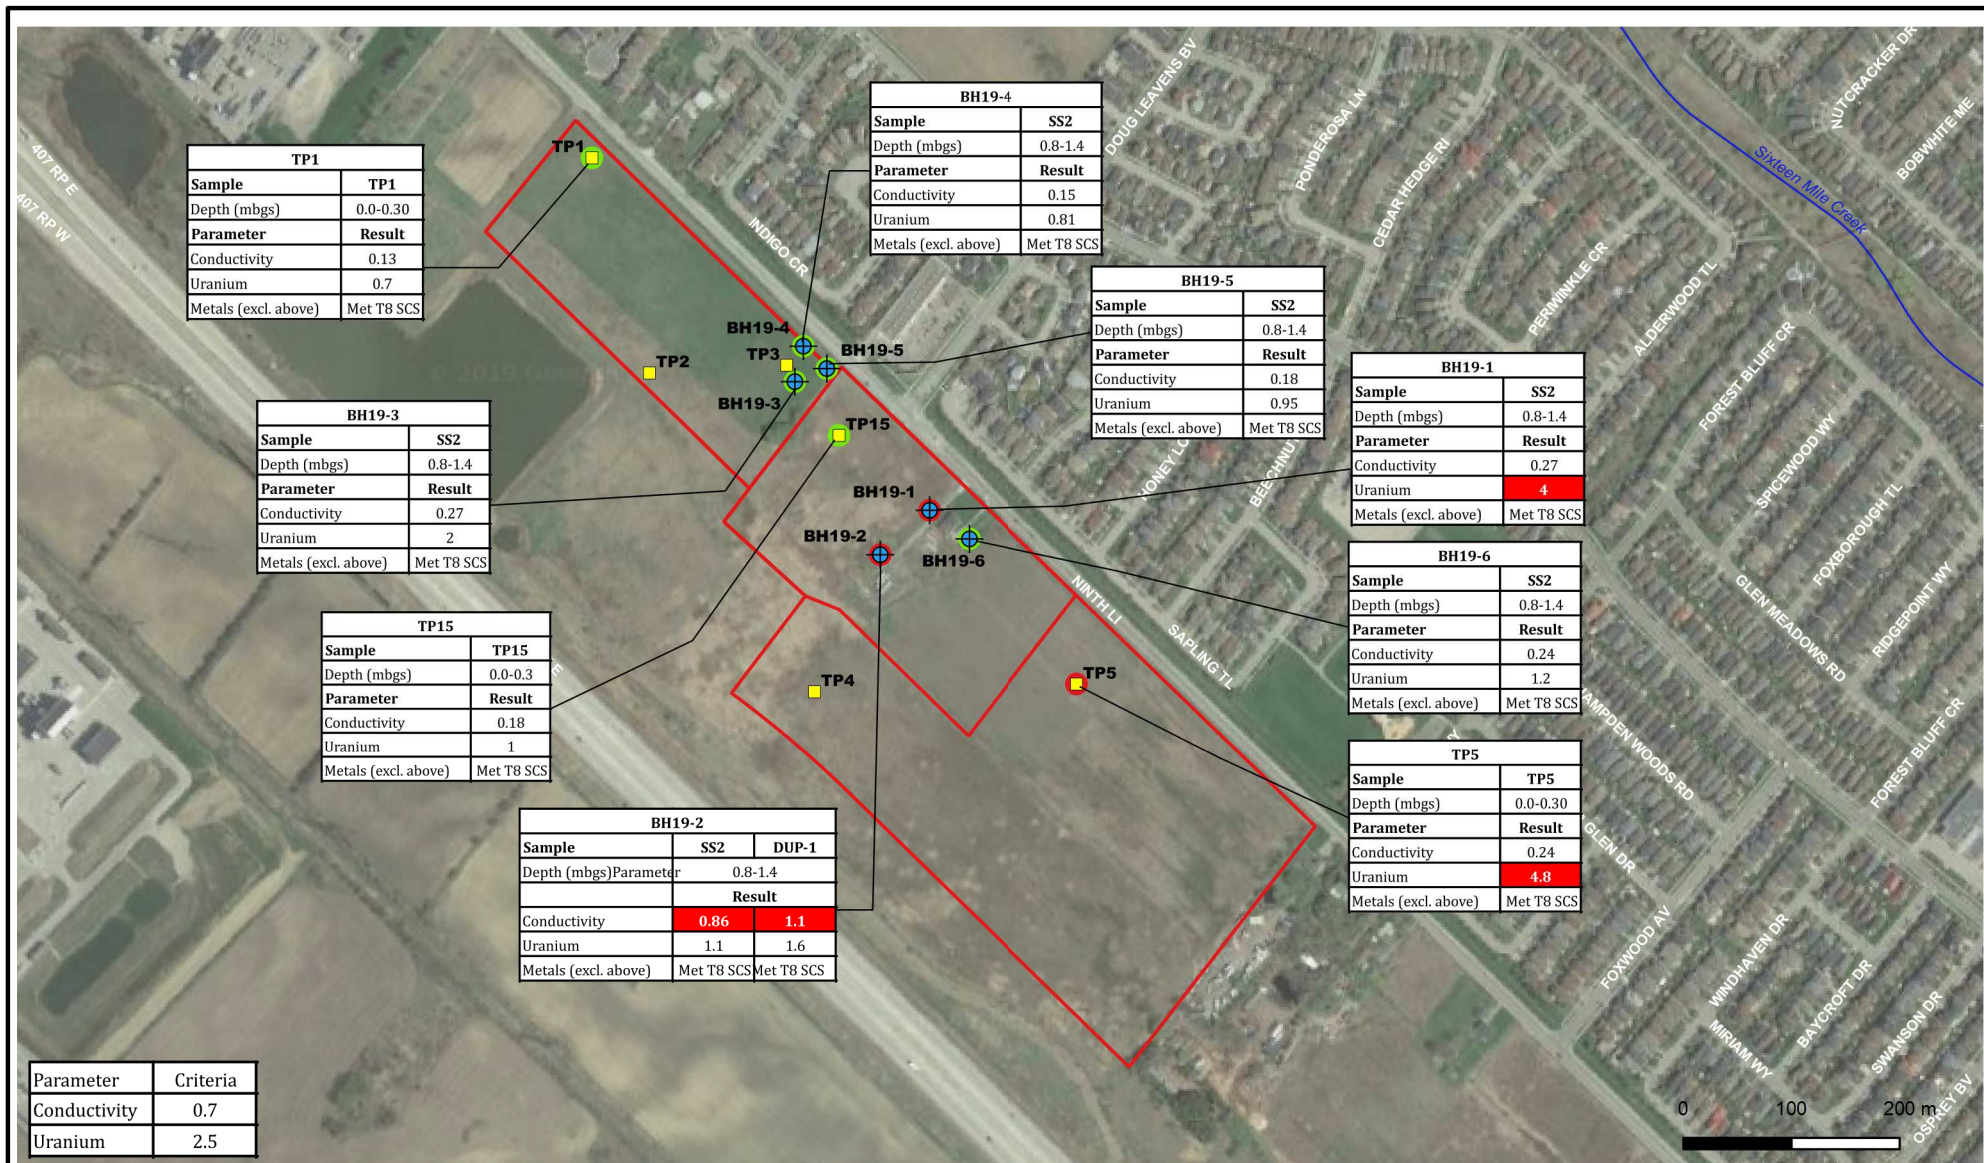 407 RP E
407 RP W
TP1
Sample TP1
Depth (mbgs) 0.0-0.30
Parameter Result
Conductivity 0.13
Uranium 0.7
Metals (excl. above) Met T8 SCS
BH19-4
Sample SS2
Depth (mbgs) 0.8-1.4
Parameter Result
Conductivity 0.15
Uranium 0.81
Metals (excl. above) Met T8 SCS
BH19-5
Sample SS2
Depth (mbgs) 0.8-1.4
Parameter Result
Conductivity 0.18
Uranium 0.95
Metals (excl. above) Met T8 SCS
BH19-1
Sample SS2
Depth (mbgs) 0.8-1.4
Parameter Result
Conductivity 0.27
Uranium 4
Metals (excl. above) Met T8 SCS
BH19-3
Sample SS2
Depth (mbgs) 0.8-1.4
Parameter Result
Conductivity 0.27
Uranium 2
Metals (excl. above) Met T8 SCS
BH19-6
Sample SS2
Depth (mbgs) 0.8-1.4
Parameter Result
Conductivity 0.24
Uranium 1.2
Metals (excl. above) Met T8 SCS
TP15
Sample TP15
Depth (mbgs) 0.0-0.3
Parameter Result
Conductivity 0.18
Uranium 1
Metals (excl. above) Met T8 SCS
TP5
Sample TP5
Depth (mbgs) 0.0-0.30
Parameter Result
Conductivity 0.24
Uranium 4.8
Metals (excl. above) Met T8 SCS
BH19-2
Sample SS2 DUP-1
Depth (mbgs)Parameter 0.8-1.4
Result
Conductivity 0.86 1.1
Uranium 1.1 1.6
Metals (excl. above) Met T8 SCS Met T8 SCS
Parameter Criteria
Conductivity 0.7
Uranium 2.5
TP1
TP2
TP3
BH19-4
BH19-5
BH19-3
TP15
BH19-1
BH19-2
BH19-6
TP4
TP5
INDIGO CR
DOUG LEAVENS BV
PONDEROSA LN
CEDAR HEDGE RI
PERIWINKLE CR
ALDERWOOD TL
FOREST BLUFF CR
SPICEWOOD WY
FOXBOROUGH TL
RIDGEPOINT WY
GLEN MEADOWS RD
FOREST BLUFF CR
NUTCRACKER DR
BOBWHITE ME
Sixteen Mile Creek
NINTH LI
SAPLING TL
WOODS RD
GLEN DR
FOXWOOD AV
WINDHAVEN DR
MIRIAM WY
BAYCROFT DR
SWANSON DR
OSPREY BV
0 100 200 m